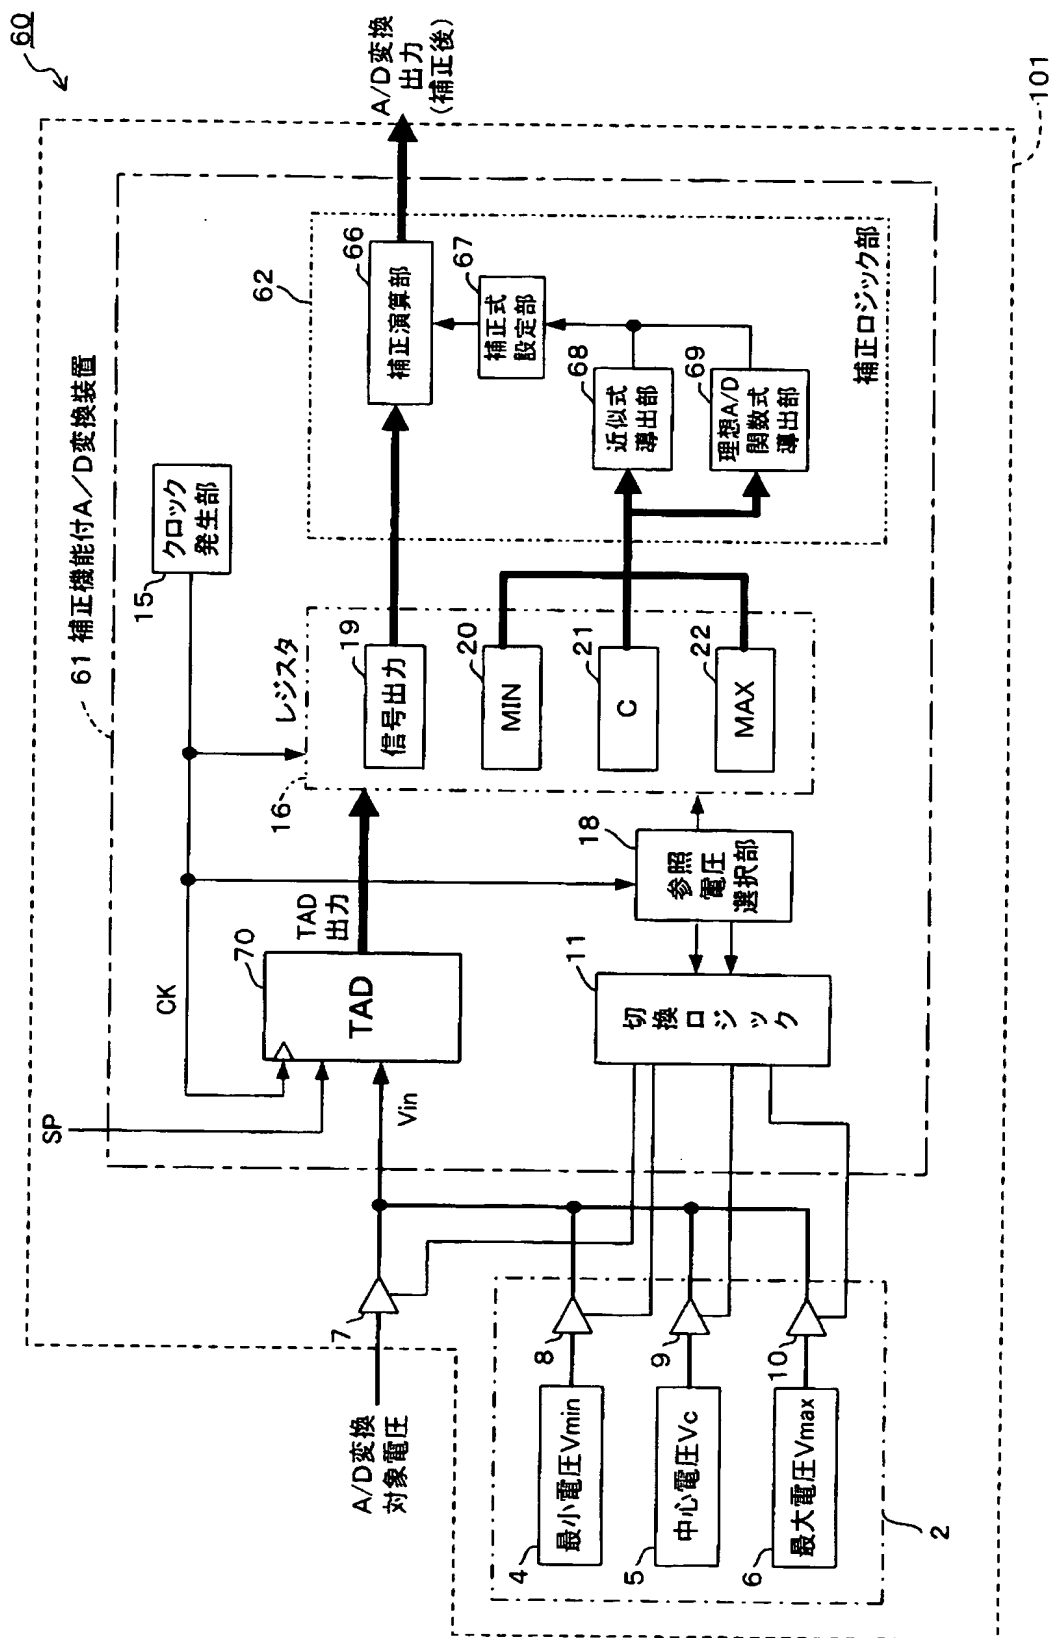 60
A/D変換
出力
(補正後)
101
61 補正機能付A/D変換装置
クロック
発生部
15
62
補正演算部
66
補正式
設定部
67
近似式
導出部
68
理想A/D
関数式
導出部
69
補正ロジック部
レジスタ
16
信号出力
19
MIN
20
C
21
MAX
22
CK
SP
TAD
70
TAD
出力
Vin
参照
電圧
選択部
18
切換ロジック
11
A/D変換
対象電圧
7
8
9
10
最小電圧Vmin
4
中心電圧Vc
5
最大電圧Vmax
6
2